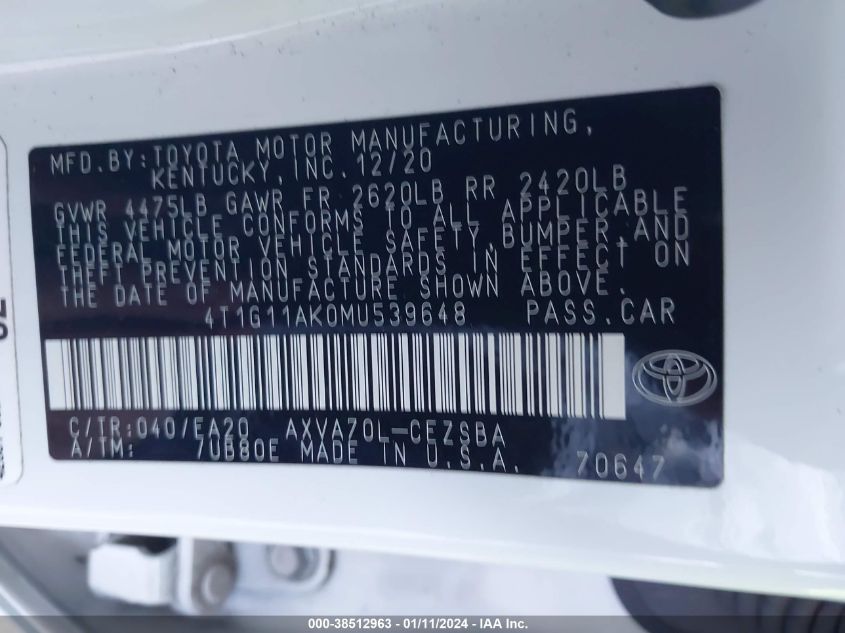 MFD.BY:TOYOTA MOTOR MANUFACTURING,
KENTUCKY, INC. 12/20
GVWR 4475LB GAWR FR 2620LB RR 2420LB
THIS VEHICLE CONFORMS TO ALL APPLICABLE
FEDERAL MOTOR VEHICLE SAFETY,BUMPER,AND
THEFT PREVENTION STANDARDS IN EFFECT ON
THE DATE OF MANUFACTURE SHOWN ABOVE.
4T1G11AK0MU539648 PASS.CAR
C/TR:040/EA20 AXVA70L-CEZSBA
A/TM: 7UB80E MADE IN U.S.A. 70647
000-38512963 - 01/11/2024 - IAA Inc.